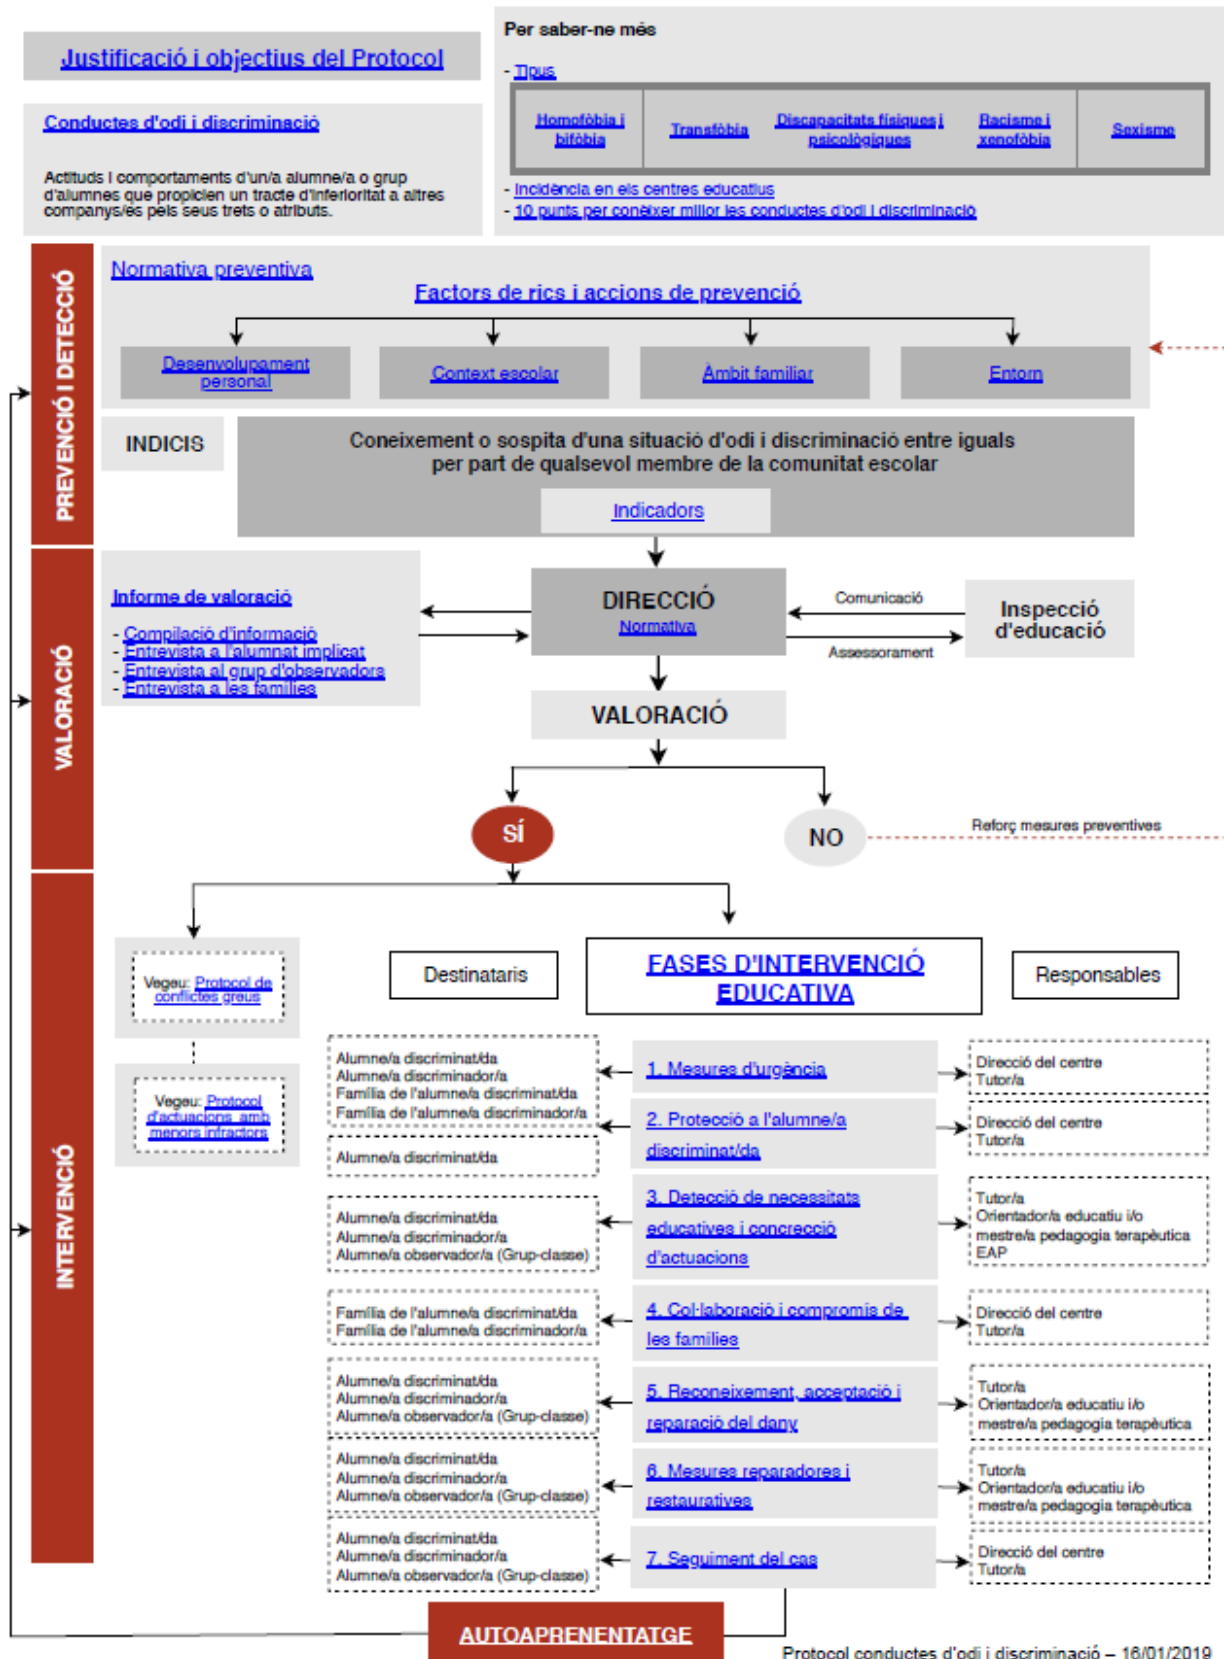 Justificació i objectius del Protocol
Conductes d'odi i discriminació
Actituds i comportaments d'un/a alumne/a o grup
d'alumnes que propicien un tracte d'inferioritat a altres
companys/es pels seus trets o atributs.
Per saber-ne més
- Tipus
Homofòbia i
bifòbia
Transfòbia
Discapacitats físiques i
psicològiques
Racisme i
xenofòbia
Sexisme
- Incidència en els centres educatius
- 10 punts per conèixer millor les conductes d'odi i discriminació
PREVENCIÓ I DETECCIÓ
Normativa preventiva
Factors de rics i accions de prevenció
Desenvolupament
personal
Context escolar
Àmbit familiar
Entorn
INDICIS
Coneixement o sospita d'una situació d'odi i discriminació entre iguals
per part de qualsevol membre de la comunitat escolar
Indicadors
VALORACIÓ
Informe de valoració
- Compilació d'informació
- Entrevista a l'alumnat implicat
- Entrevista al grup d'observadors
- Entrevista a les famílies
DIRECCIÓ
Normativa
Comunicació
Assessorament
Inspecció
d'educació
VALORACIÓ
SÍ
NO
Reforç mesures preventives
INTERVENCIÓ
Vegeu: Protocol de
conflictes greus
Vegeu: Protocol
d'actuacions amb
menors infractors
Destinataris
FASES D'INTERVENCIÓ
EDUCATIVA
Responsables
Alumne/a discriminat/da
Alumne/a discriminador/a
Família de l'alumne/a discriminat/da
Família de l'alumne/a discriminador/a
1. Mesures d'urgència
Direcció del centre
Tutor/a
Alumne/a discriminat/da
2. Protecció a l'alumne/a
discriminat/da
Direcció del centre
Tutor/a
Alumne/a discriminat/da
Alumne/a discriminador/a
Alumne/a observador/a (Grup-classe)
3. Detecció de necessitats
educatives i concrecció
d'actuacions
Tutor/a
Orientador/a educatiu i/o
mestre/a pedagogia terapèutica
EAP
Família de l'alumne/a discriminat/da
Família de l'alumne/a discriminador/a
4. Col·laboració i compromís de
les famílies
Direcció del centre
Tutor/a
Alumne/a discriminat/da
Alumne/a discriminador/a
Alumne/a observador/a (Grup-classe)
5. Reconeixement, acceptació i
reparació del dany
Tutor/a
Orientador/a educatiu i/o
mestre/a pedagogia terapèutica
Alumne/a discriminat/da
Alumne/a discriminador/a
Alumne/a observador/a (Grup-classe)
6. Mesures reparadores i
restauratives
Tutor/a
Orientador/a educatiu i/o
mestre/a pedagogia terapèutica
Alumne/a discriminat/da
Alumne/a discriminador/a
Alumne/a observador/a (Grup-classe)
7. Seguiment del cas
Direcció del centre
Tutor/a
AUTOAPRENENTATGE
Protocol conductes d'odi i discriminació – 16/01/2019